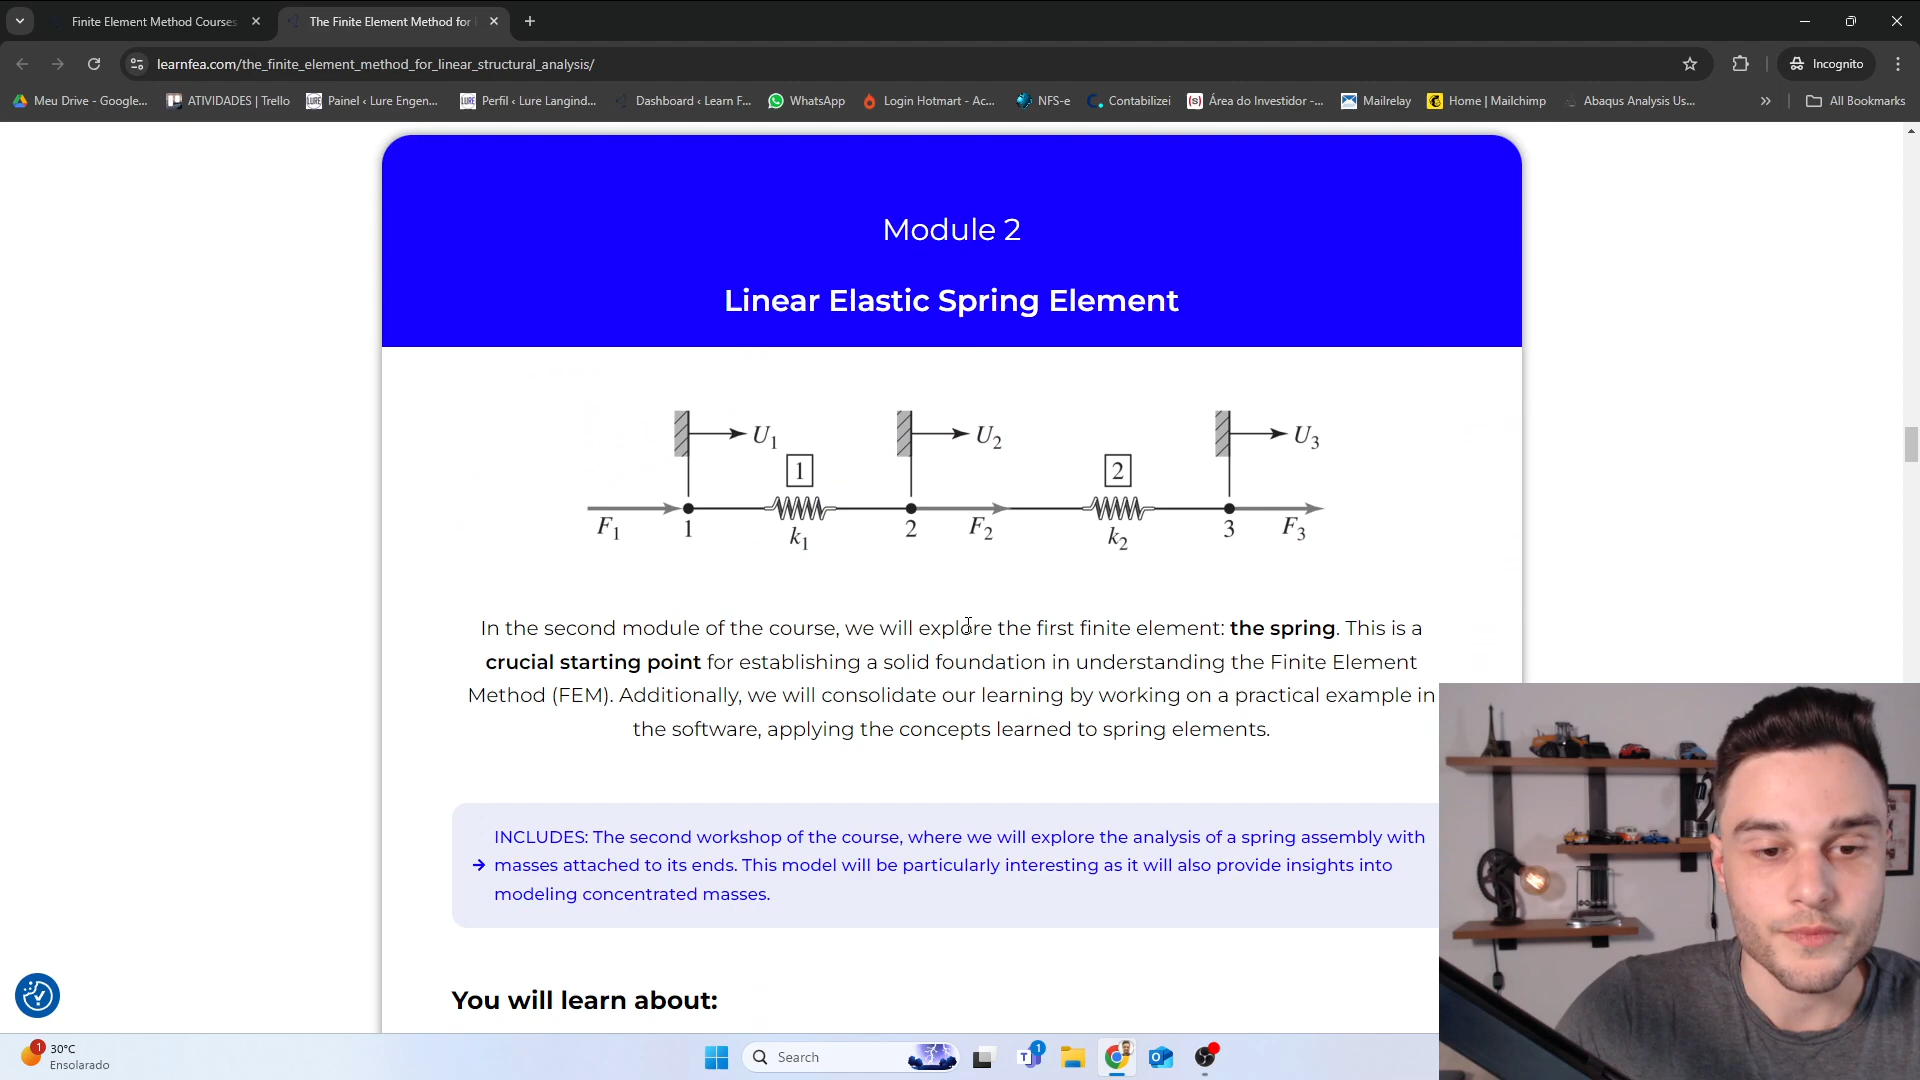 Finite Element Method Courses
The Finite Element Method for
learnfea.com/the_finite_element_method_for_linear_structural_analysis/
Incognito
Meu Drive - Google...
ATIVIDADES | Trello
Painel ‹ Lure Engen...
Perfil ‹ Lure Langind...
Dashboard ‹ Learn F...
WhatsApp
Login Hotmart - Ac...
NFS-e
Contabilizei
Área do Investidor -...
Mailrelay
Home | Mailchimp
Abaqus Analysis Us...
All Bookmarks
Module 2
Linear Elastic Spring Element
U1 U2 U3
1 2
F1 1 k1 2 F2 k2 3 F3
In the second module of the course, we will explore the first finite element: the spring. This is a
crucial starting point for establishing a solid foundation in understanding the Finite Element
Method (FEM). Additionally, we will consolidate our learning by working on a practical example in
the software, applying the concepts learned to spring elements.
INCLUDES: The second workshop of the course, where we will explore the analysis of a spring assembly with
→ masses attached to its ends. This model will be particularly interesting as it will also provide insights into
modeling concentrated masses.
You will learn about:
1
30°C
Ensolarado
Search
T
1